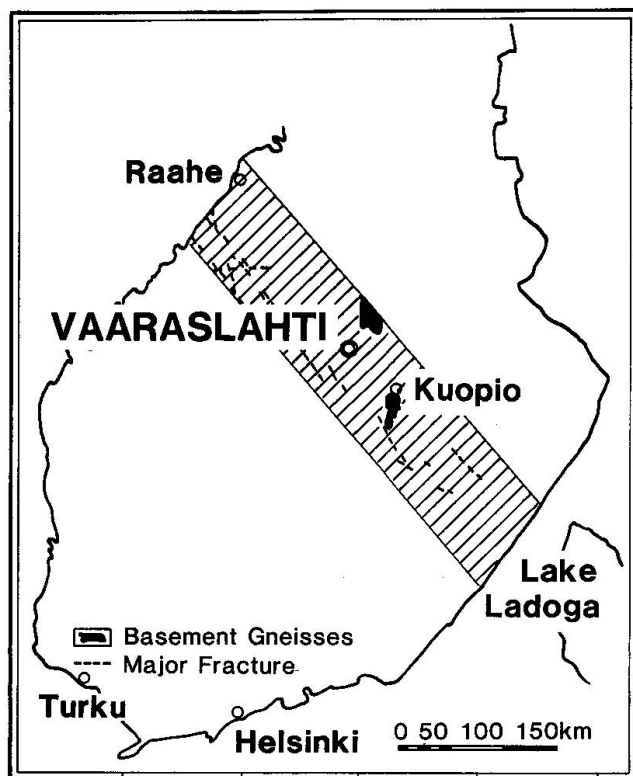 Raahe
VAARASLAHTI
Kuopio
Lake
Ladoga
Basement Gneisses
Major Fracture
Turku
Helsinki
0 50 100 150km